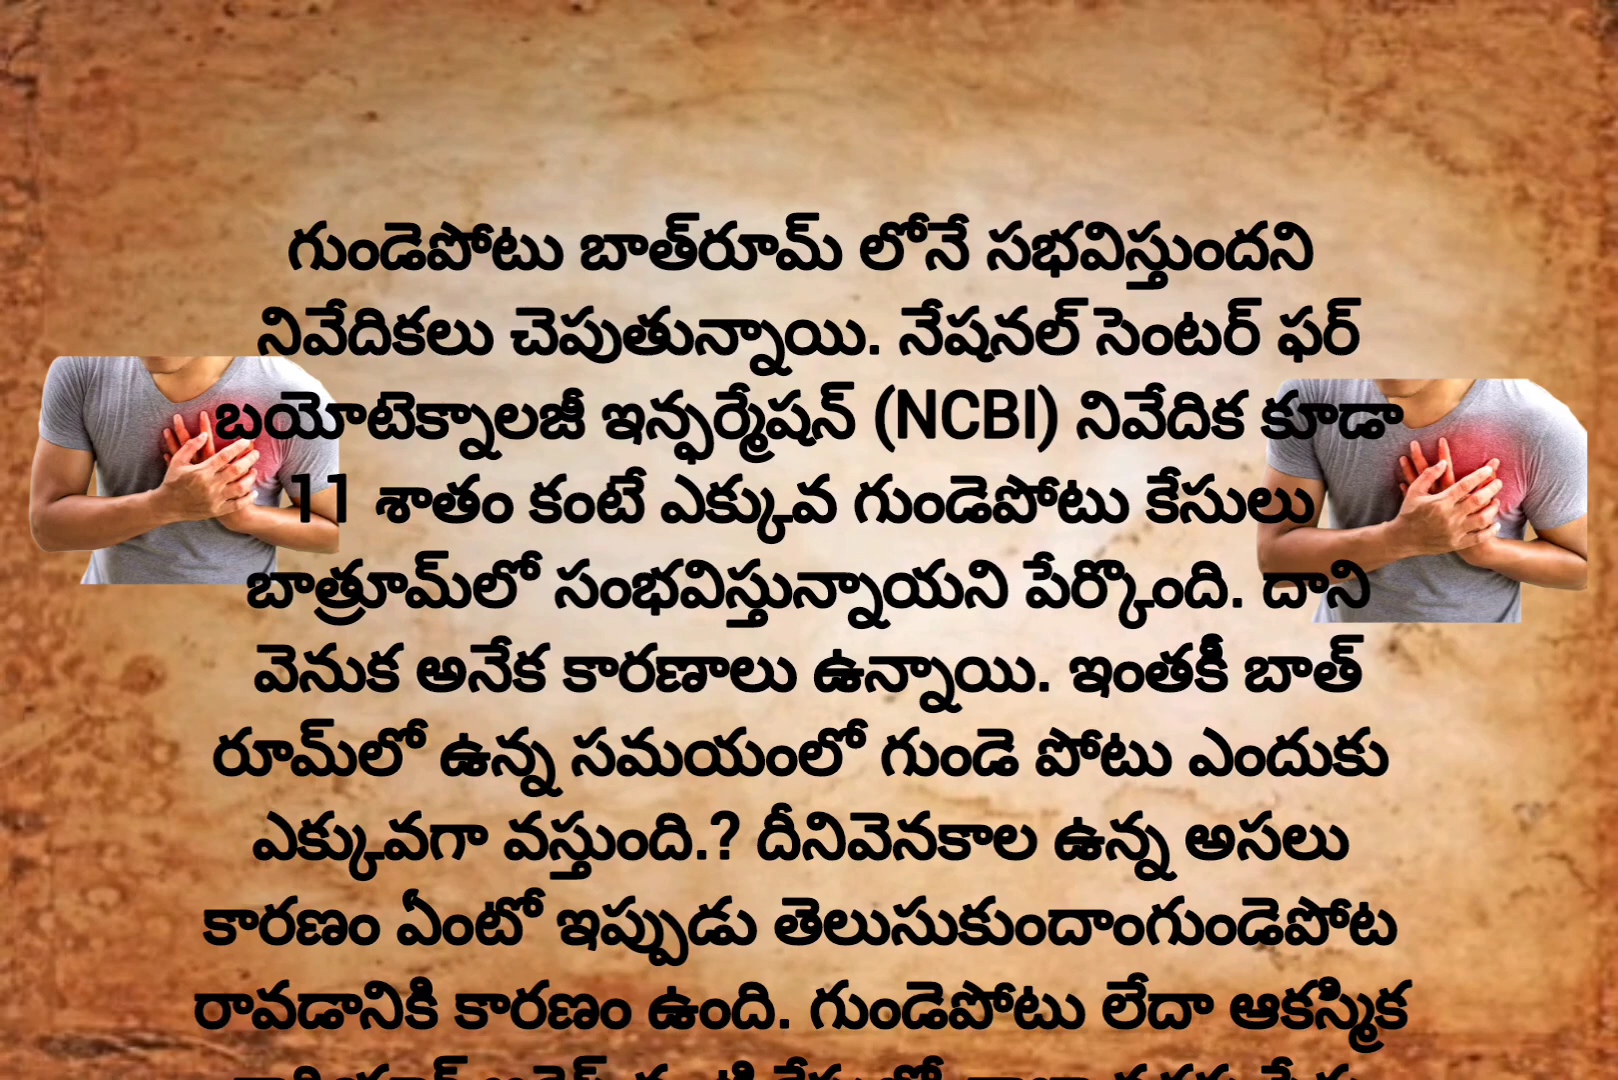 గుండెపోటు బాత్‌రూమ్ లోనే సభవిస్తుందని
నివేదికలు చెపుతున్నాయి. నేషనల్ సెంటర్ ఫర్
బయోటెక్నాలజీ ఇన్ఫర్మేషన్ (NCBI) నివేదిక కూడా
11 శాతం కంటే ఎక్కువ గుండెపోటు కేసులు
బాత్రూమ్‌లో సంభవిస్తున్నాయని పేర్కొంది. దాని
వెనుక అనేక కారణాలు ఉన్నాయి. ఇంతకీ బాత్
రూమ్‌లో ఉన్న సమయంలో గుండె పోటు ఎందుకు
ఎక్కువగా వస్తుంది.? దీనివెనకాల ఉన్న అసలు
కారణం ఏంటో ఇప్పుడు తెలుసుకుందాంగుండెపోట
రావడానికి కారణం ఉంది. గుండెపోటు లేదా ఆకస్మిక